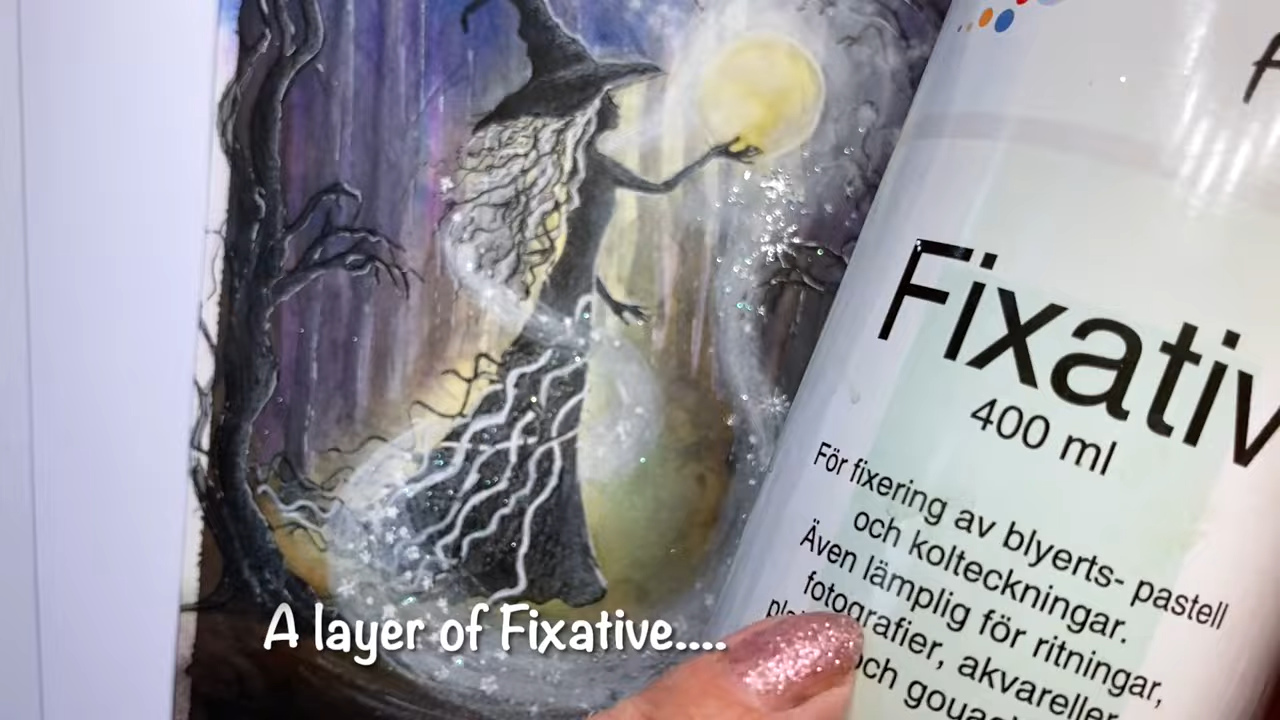 Fixativ
400 ml
För fixering av blyerts- pastell
och kolteckningar.
Även lämplig för ritningar,
fotografier, akvareller
och gouac
A layer of Fixative....